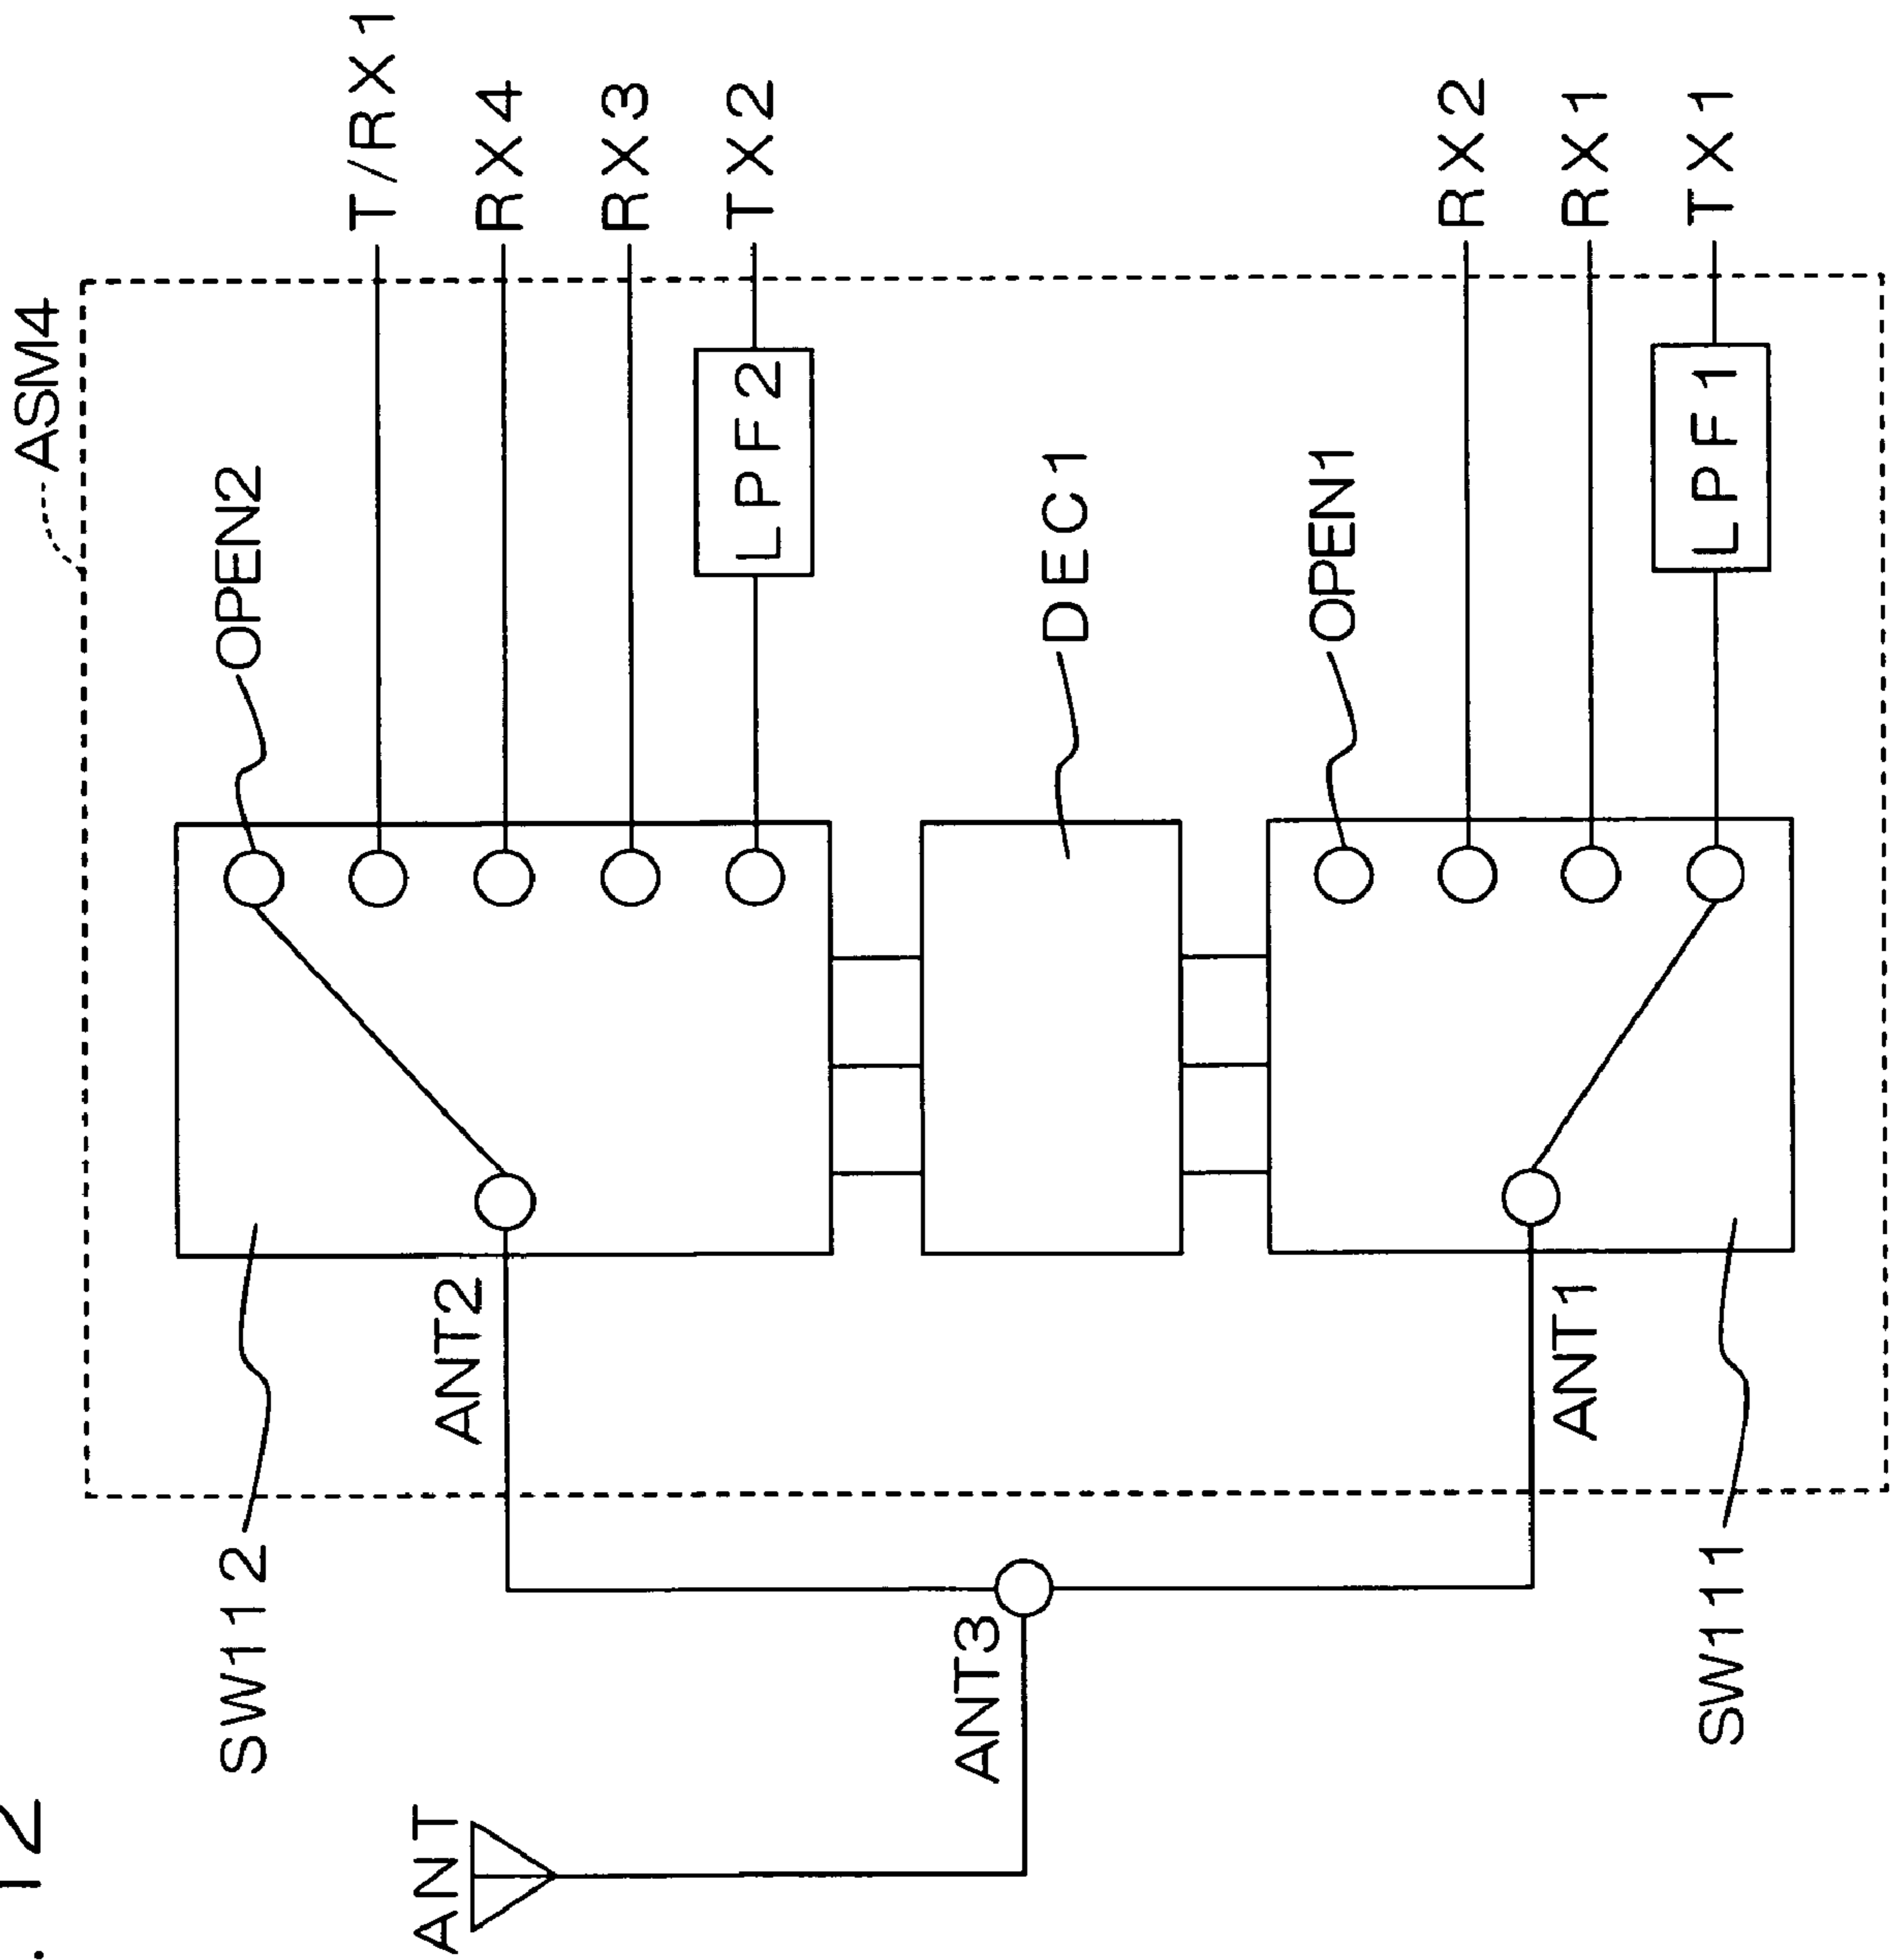 . 12
ASM4
SW112
OPEN2
T/RX1
ANT
ANT2
RX4
RX3
LPF2
TX2
ANT3
DEC1
OPEN1
RX2
ANT1
RX1
SW111
LPF1
TX1